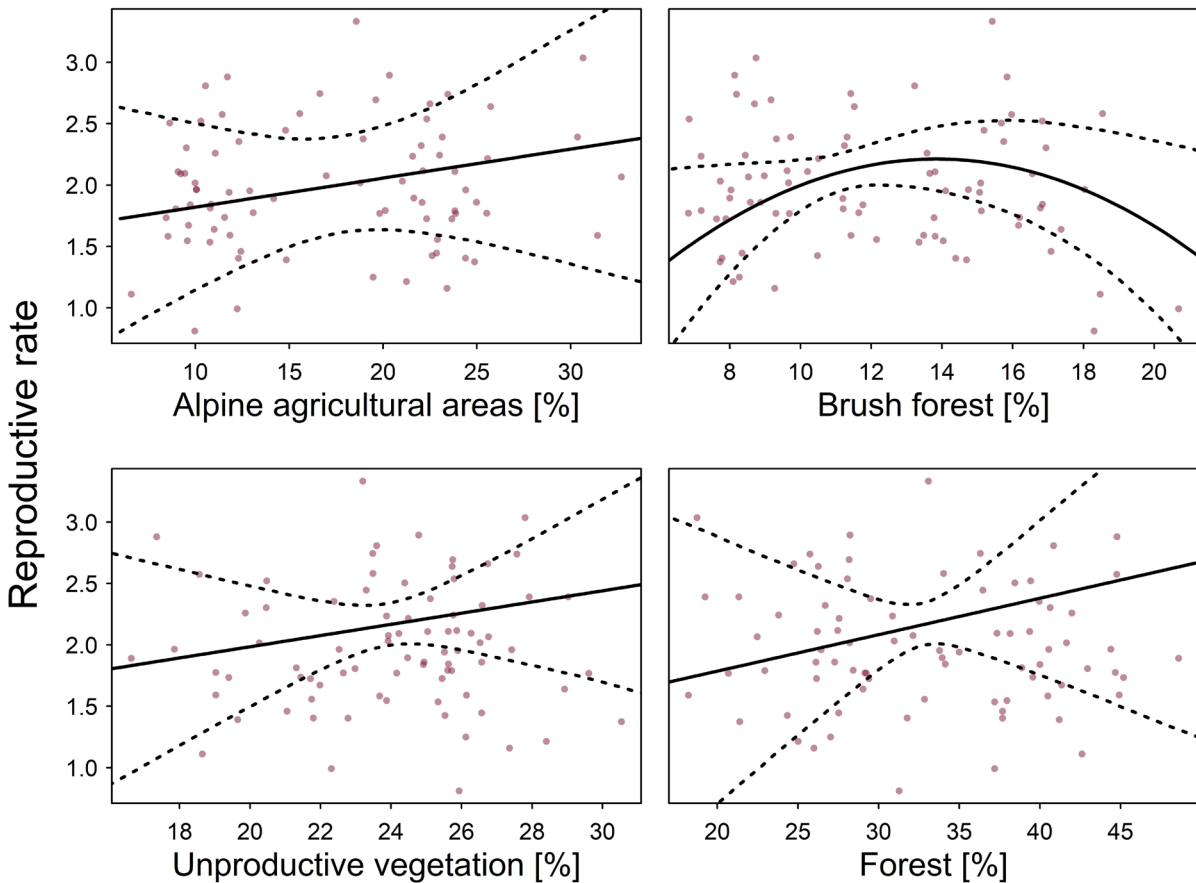 Reproductive rate
3.0
2.5
2.0
1.5
1.0
10 15 20 25 30
Alpine agricultural areas [%]
8 10 12 14 16 18 20
Brush forest [%]
3.0
2.5
2.0
1.5
1.0
18 20 22 24 26 28 30
Unproductive vegetation [%]
20 25 30 35 40 45
Forest [%]